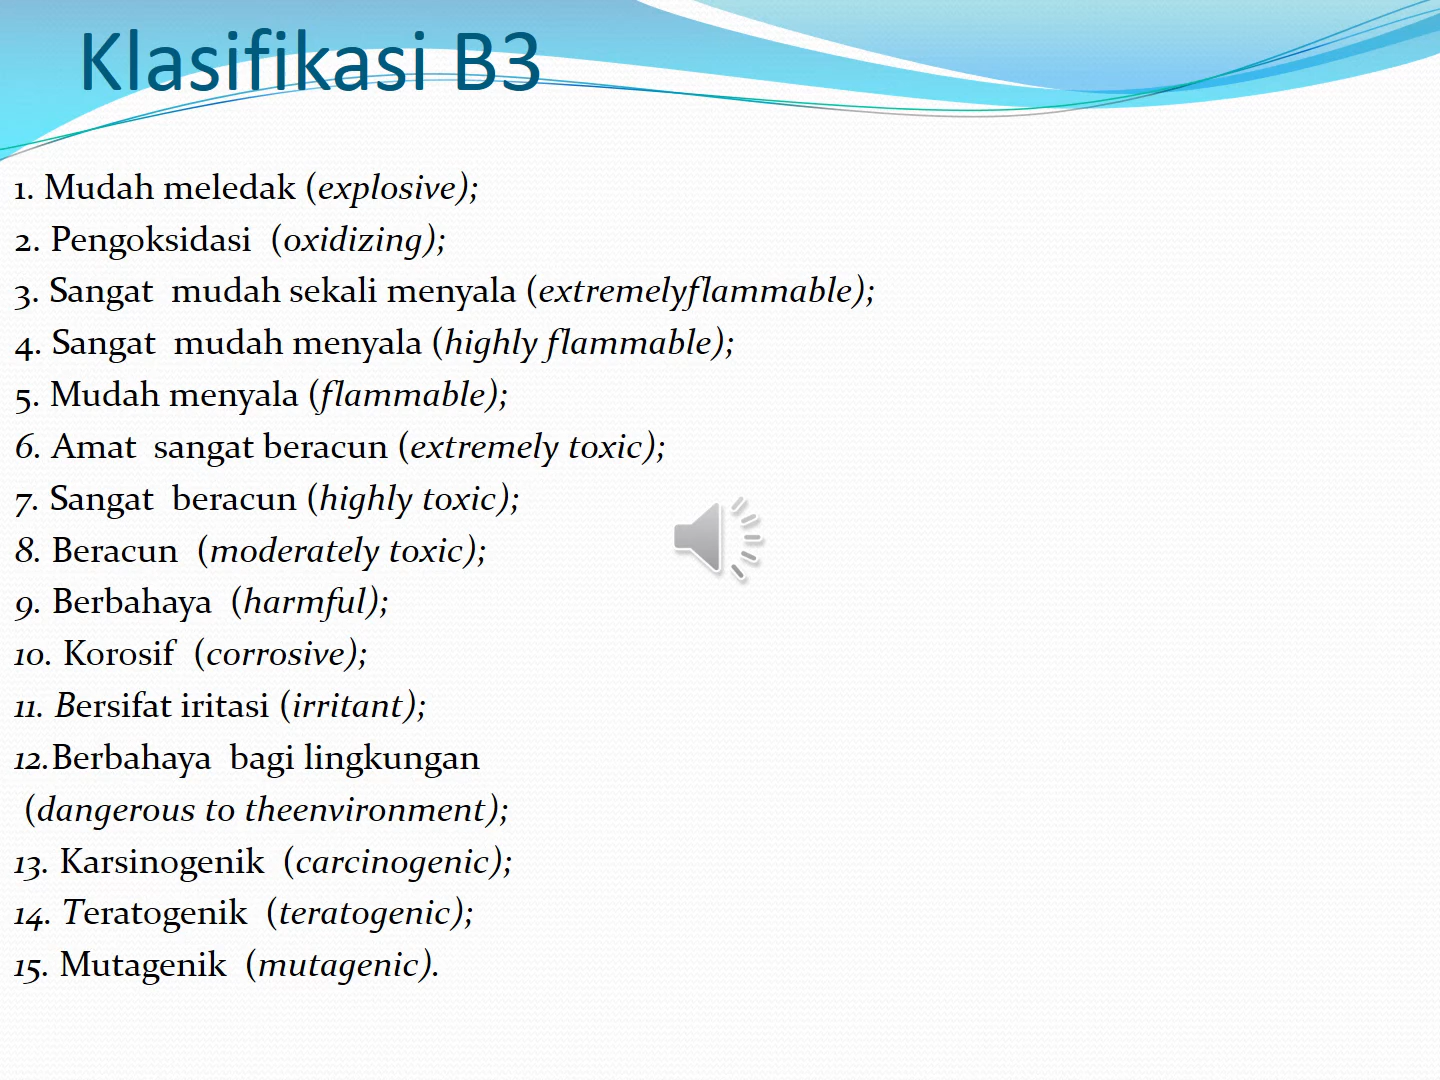 Klasifikasi B3
1. Mudah meledak (explosive);
2. Pengoksidasi (oxidizing);
3. Sangat mudah sekali menyala (extremelyflammable);
4. Sangat mudah menyala (highly flammable);
5. Mudah menyala (flammable);
6. Amat sangat beracun (extremely toxic);
7. Sangat beracun (highly toxic);
8. Beracun (moderately toxic);
9. Berbahaya (harmful);
10. Korosif (corrosive);
11. Bersifat iritasi (irritant);
12.Berbahaya bagi lingkungan
(dangerous to theenvironment);
13. Karsinogenik (carcinogenic);
14. Teratogenik (teratogenic);
15. Mutagenik (mutagenic).